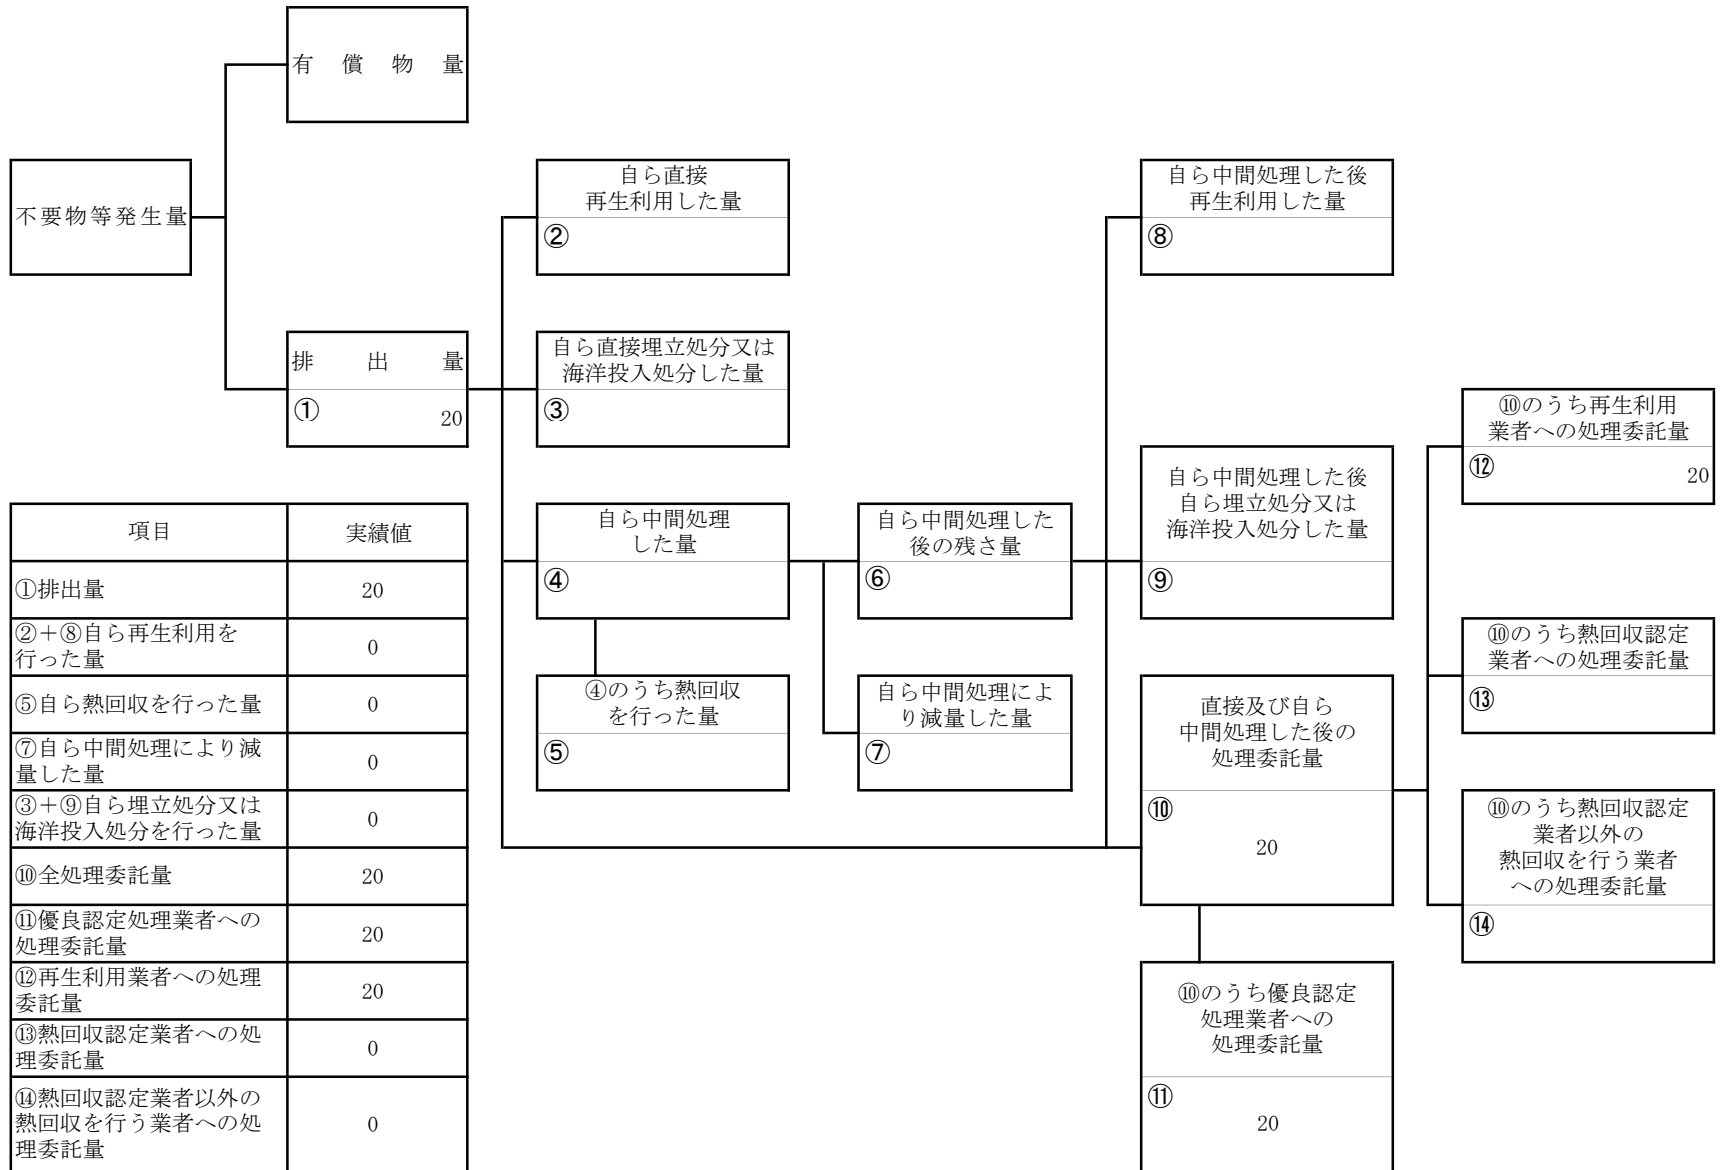 有償物量
不要物等発生量
排出量
①
20
自ら直接
再生利用した量
②
自ら直接埋立処分又は
海洋投入処分した量
③
自ら中間処理
した量
④
④のうち熱回収
を行った量
⑤
自ら中間処理した
後の残さ量
⑥
自ら中間処理によ
り減量した量
⑦
自ら中間処理した後
再生利用した量
⑧
自ら中間処理した後
自ら埋立処分又は
海洋投入処分した量
⑨
直接及び自ら
中間処理した後の
処理委託量
⑩
20
⑩のうち優良認定
処理業者への
処理委託量
⑪
20
⑩のうち再生利用
業者への処理委託量
⑫
20
⑩のうち熱回収認定
業者への処理委託量
⑬
⑩のうち熱回収認定
業者以外の
熱回収を行う業者
への処理委託量
⑭
項目 実績値
①排出量 20
②＋⑧自ら再生利用を
行った量 0
⑤自ら熱回収を行った量 0
⑦自ら中間処理により減
量した量 0
③＋⑨自ら埋立処分又は
海洋投入処分を行った量 0
⑩全処理委託量 20
⑪優良認定処理業者への
処理委託量 20
⑫再生利用業者への処理
委託量 20
⑬熱回収認定業者への処
理委託量 0
⑭熱回収認定業者以外の
熱回収を行う業者への処
理委託量 0